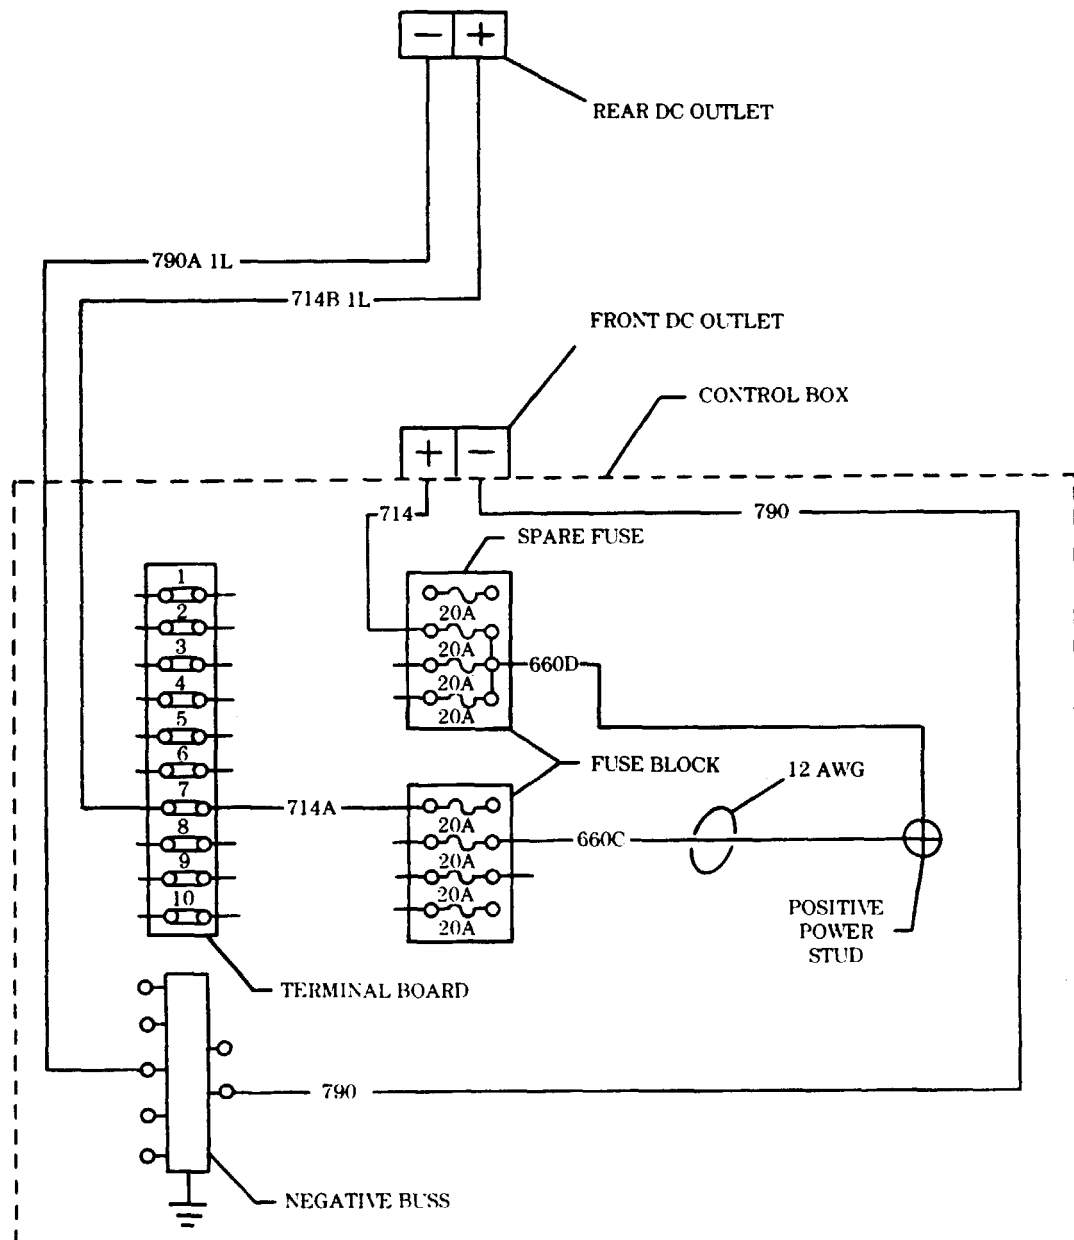 − +
REAR DC OUTLET
790A 1L
714B 1L
FRONT DC OUTLET
CONTROL BOX
+ −
714
790
SPARE FUSE
1
2
3
4
5
6
7
8
9
10
20A
20A
20A
20A
660D
FUSE BLOCK
12 AWG
714A
20A
20A
20A
20A
660C
POSITIVE
POWER
STUD
TERMINAL BOARD
790
NEGATIVE BUSS